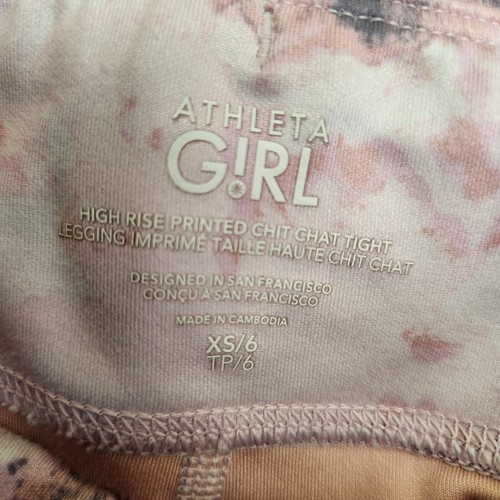 ATHLETA
G!RL
HIGH RISE PRINTED CHIT CHAT TIGHT
LEGGING IMPRIMÉ TAILLE HAUTE CHIT CHAT
DESIGNED IN SAN FRANCISCO
CONÇU À SAN FRANCISCO
MADE IN CAMBODIA
XS/6
TP/6